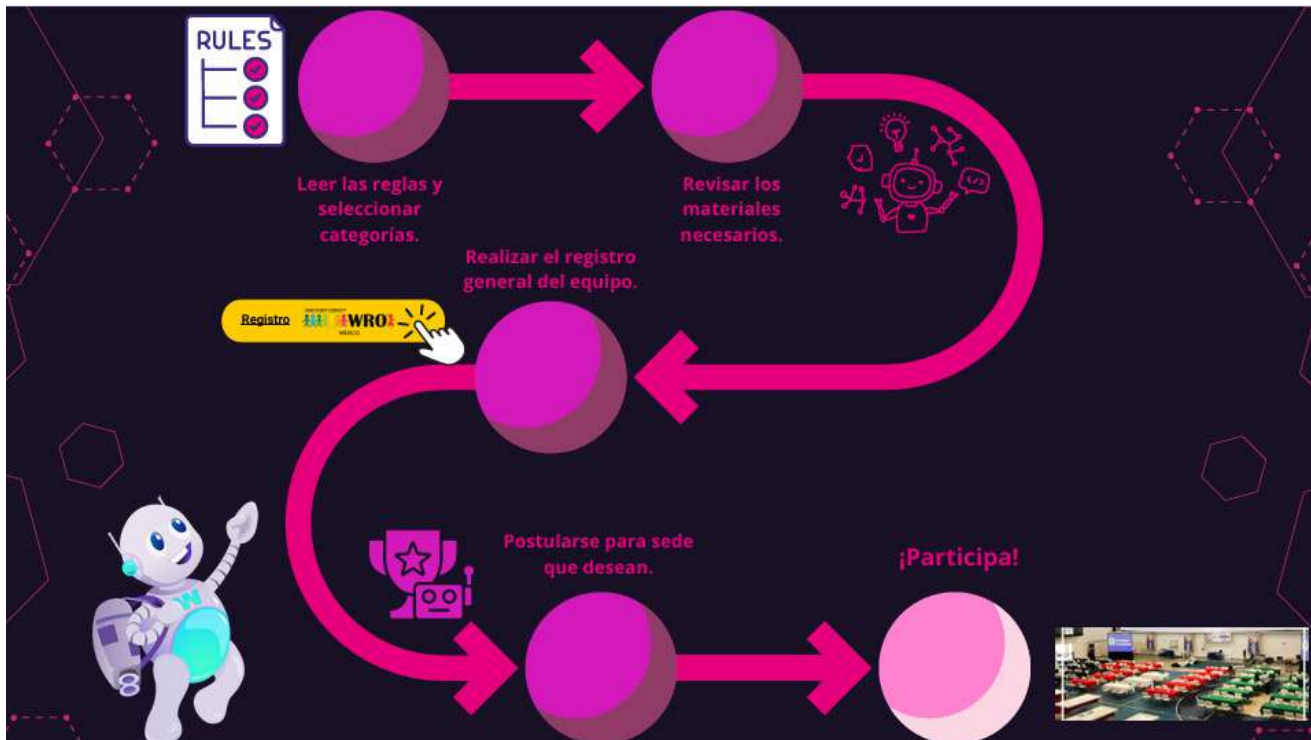 RULES
Leer las reglas y
seleccionar
categorías.
Revisar los
materiales
necesarios.
Realizar el registro
general del equipo.
Registro
WRO
MÉXICO
Postularse para sede
que desean.
¡Participa!
W